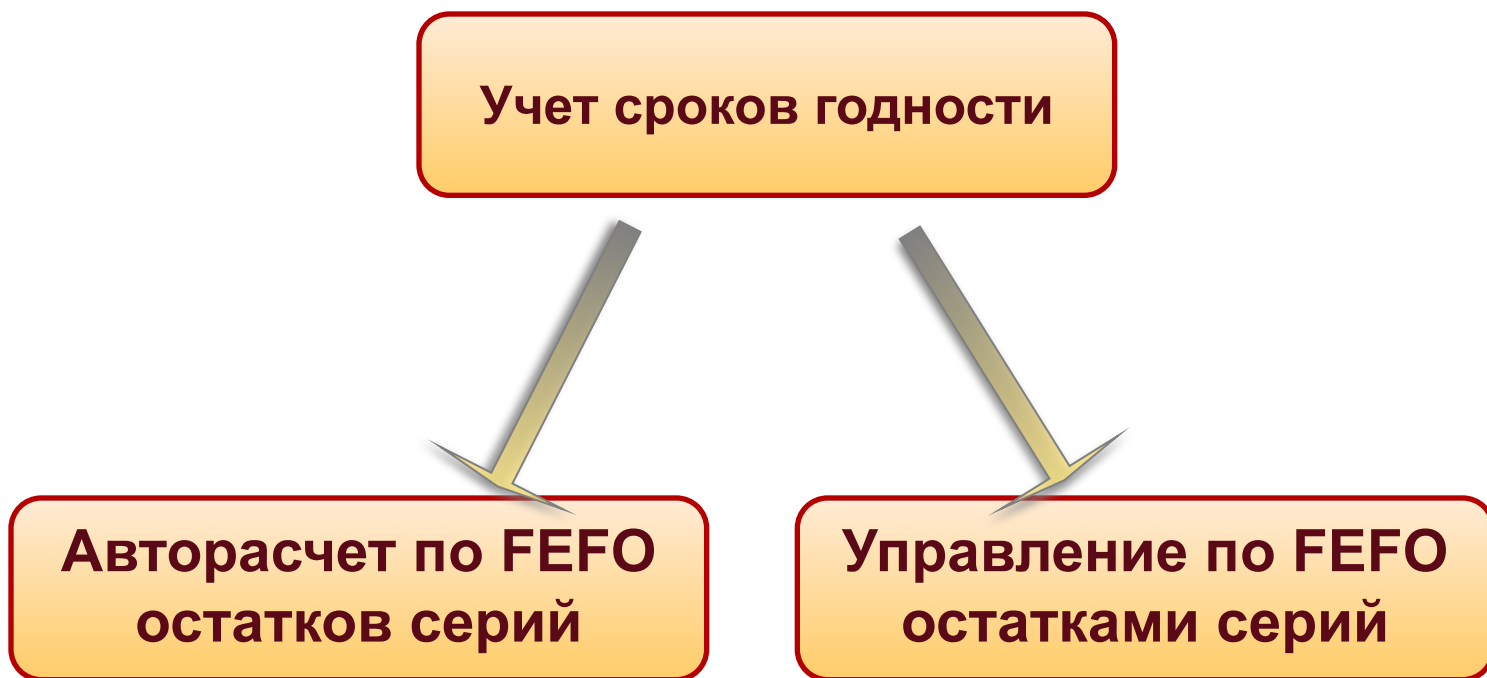 Учет сроков годности
Авторасчет по FEFO
остатков серий
Управление по FEFO
остатками серий